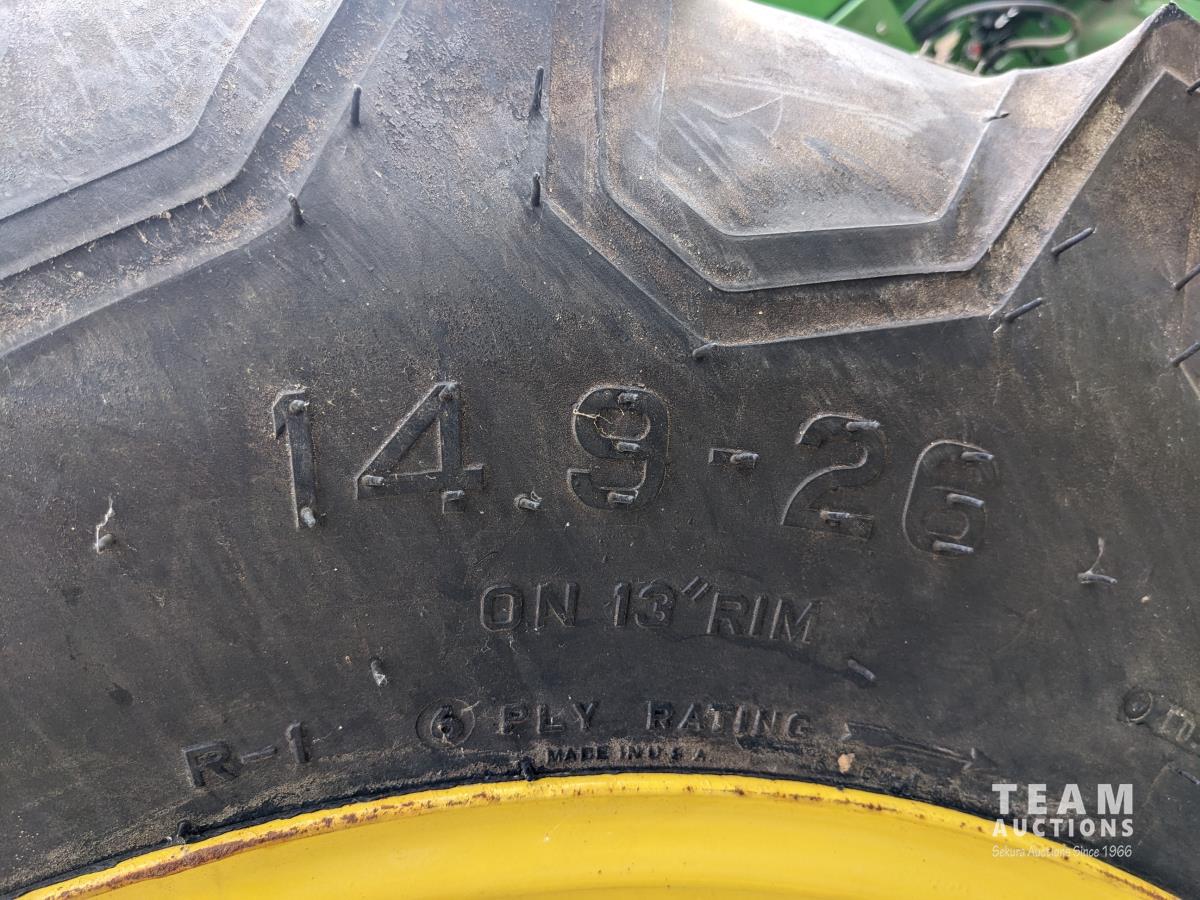 14.9-26
ON 13" RIM
R-1
6 PLY RATING
MADE IN U S A
TEAM
AUCTIONS
Sekura Auctions Since 1966